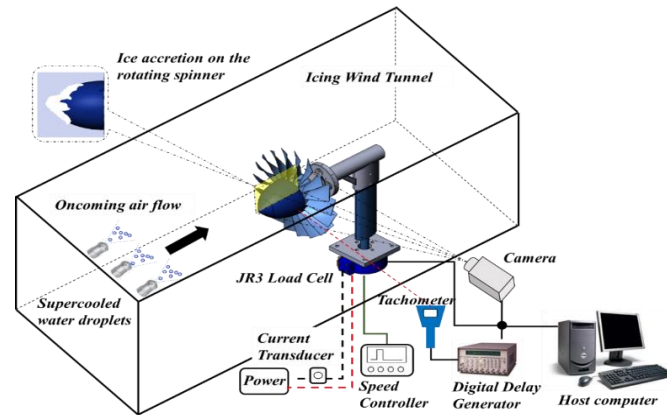 Ice accretion on the
rotating spinner
Icing Wind Tunnel
Oncoming air flow
Supercooled
water droplets
JR3 Load Cell
Camera
Tachometer
Current
Transducer
Power
Speed
Controller
Digital Delay
Generator
Host computer